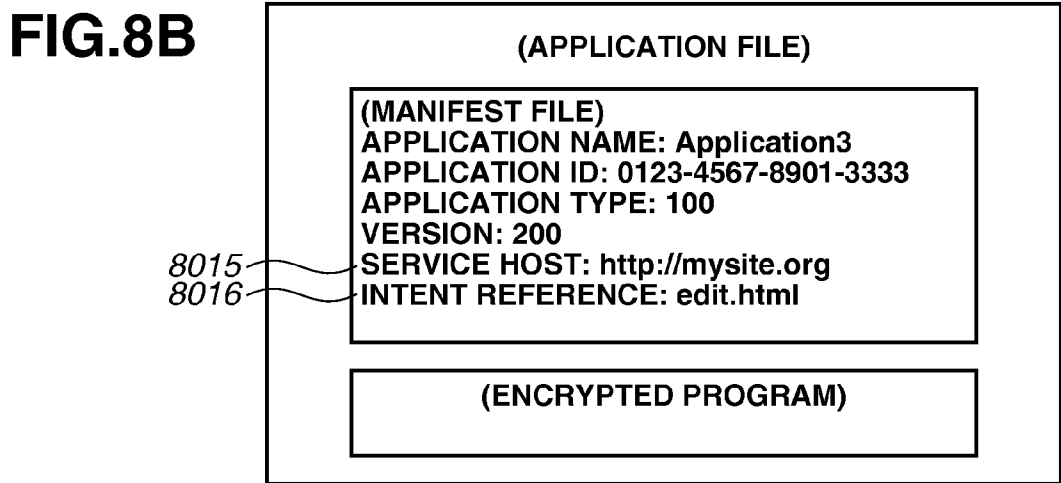 FIG.8B
(APPLICATION FILE)
(MANIFEST FILE)
APPLICATION NAME: Application3
APPLICATION ID: 0123-4567-8901-3333
APPLICATION TYPE: 100
VERSION: 200
8015 SERVICE HOST: http://mysite.org
8016 INTENT REFERENCE: edit.html
(ENCRYPTED PROGRAM)